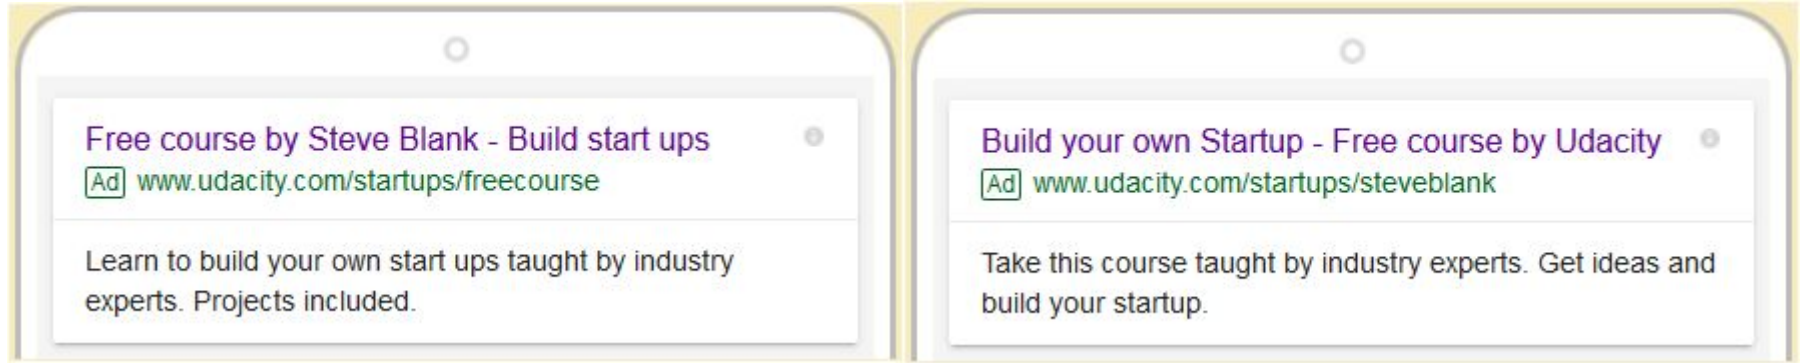 Free course by Steve Blank - Build start ups
Ad www.udacity.com/startups/freecourse
Learn to build your own start ups taught by industry
experts. Projects included.
Build your own Startup - Free course by Udacity
Ad www.udacity.com/startups/steveblank
Take this course taught by industry experts. Get ideas and
build your startup.